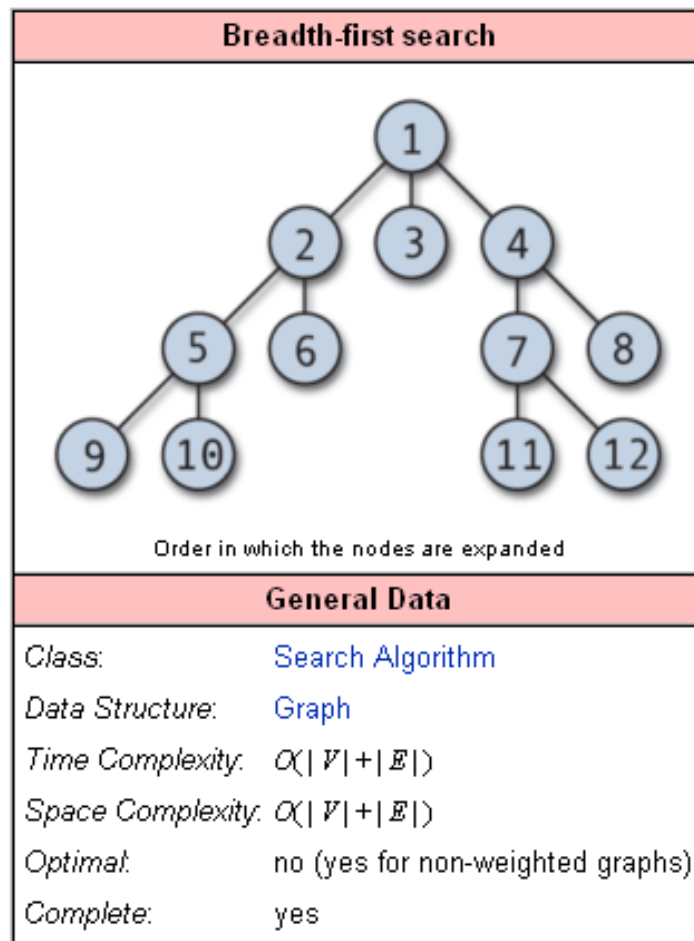 Breadth-first search
1
2 3 4
5 6 7 8
9 10 11 12
Order in which the nodes are expanded
General Data
Class: Search Algorithm
Data Structure: Graph
Time Complexity: O(|V|+|E|)
Space Complexity: O(|V|+|E|)
Optimal: no (yes for non-weighted graphs)
Complete: yes